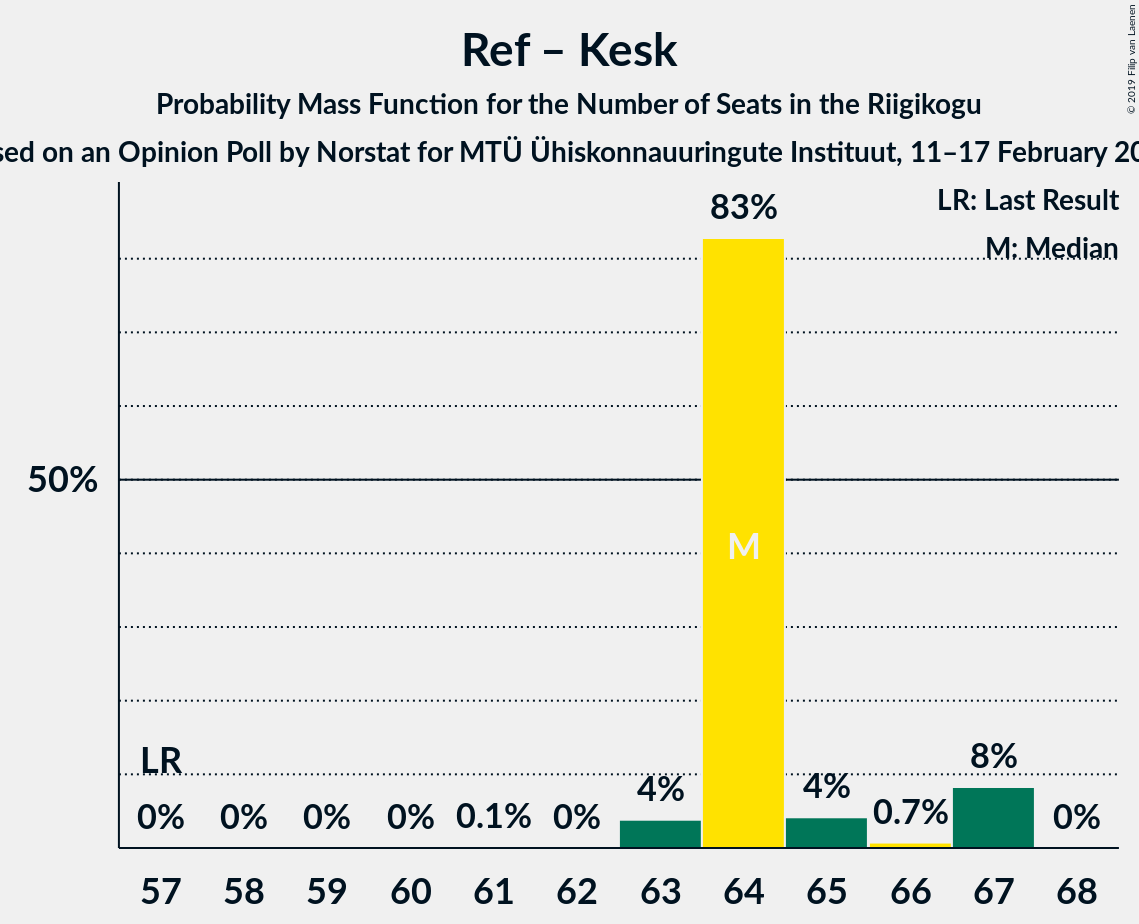 Ref – Kesk
Probability Mass Function for the Number of Seats in the Riigikogu
on an Opinion Poll by Norstat for MTÜ Ühiskonnauuringute Instituut, 11–17 February
© 2019 Filip van Laenen
LR: Last Result
M: Median
83%
50%
M
LR
0% 0% 0% 0% 0.1% 0% 4% 4% 0.7% 8% 0%
57 58 59 60 61 62 63 64 65 66 67 68